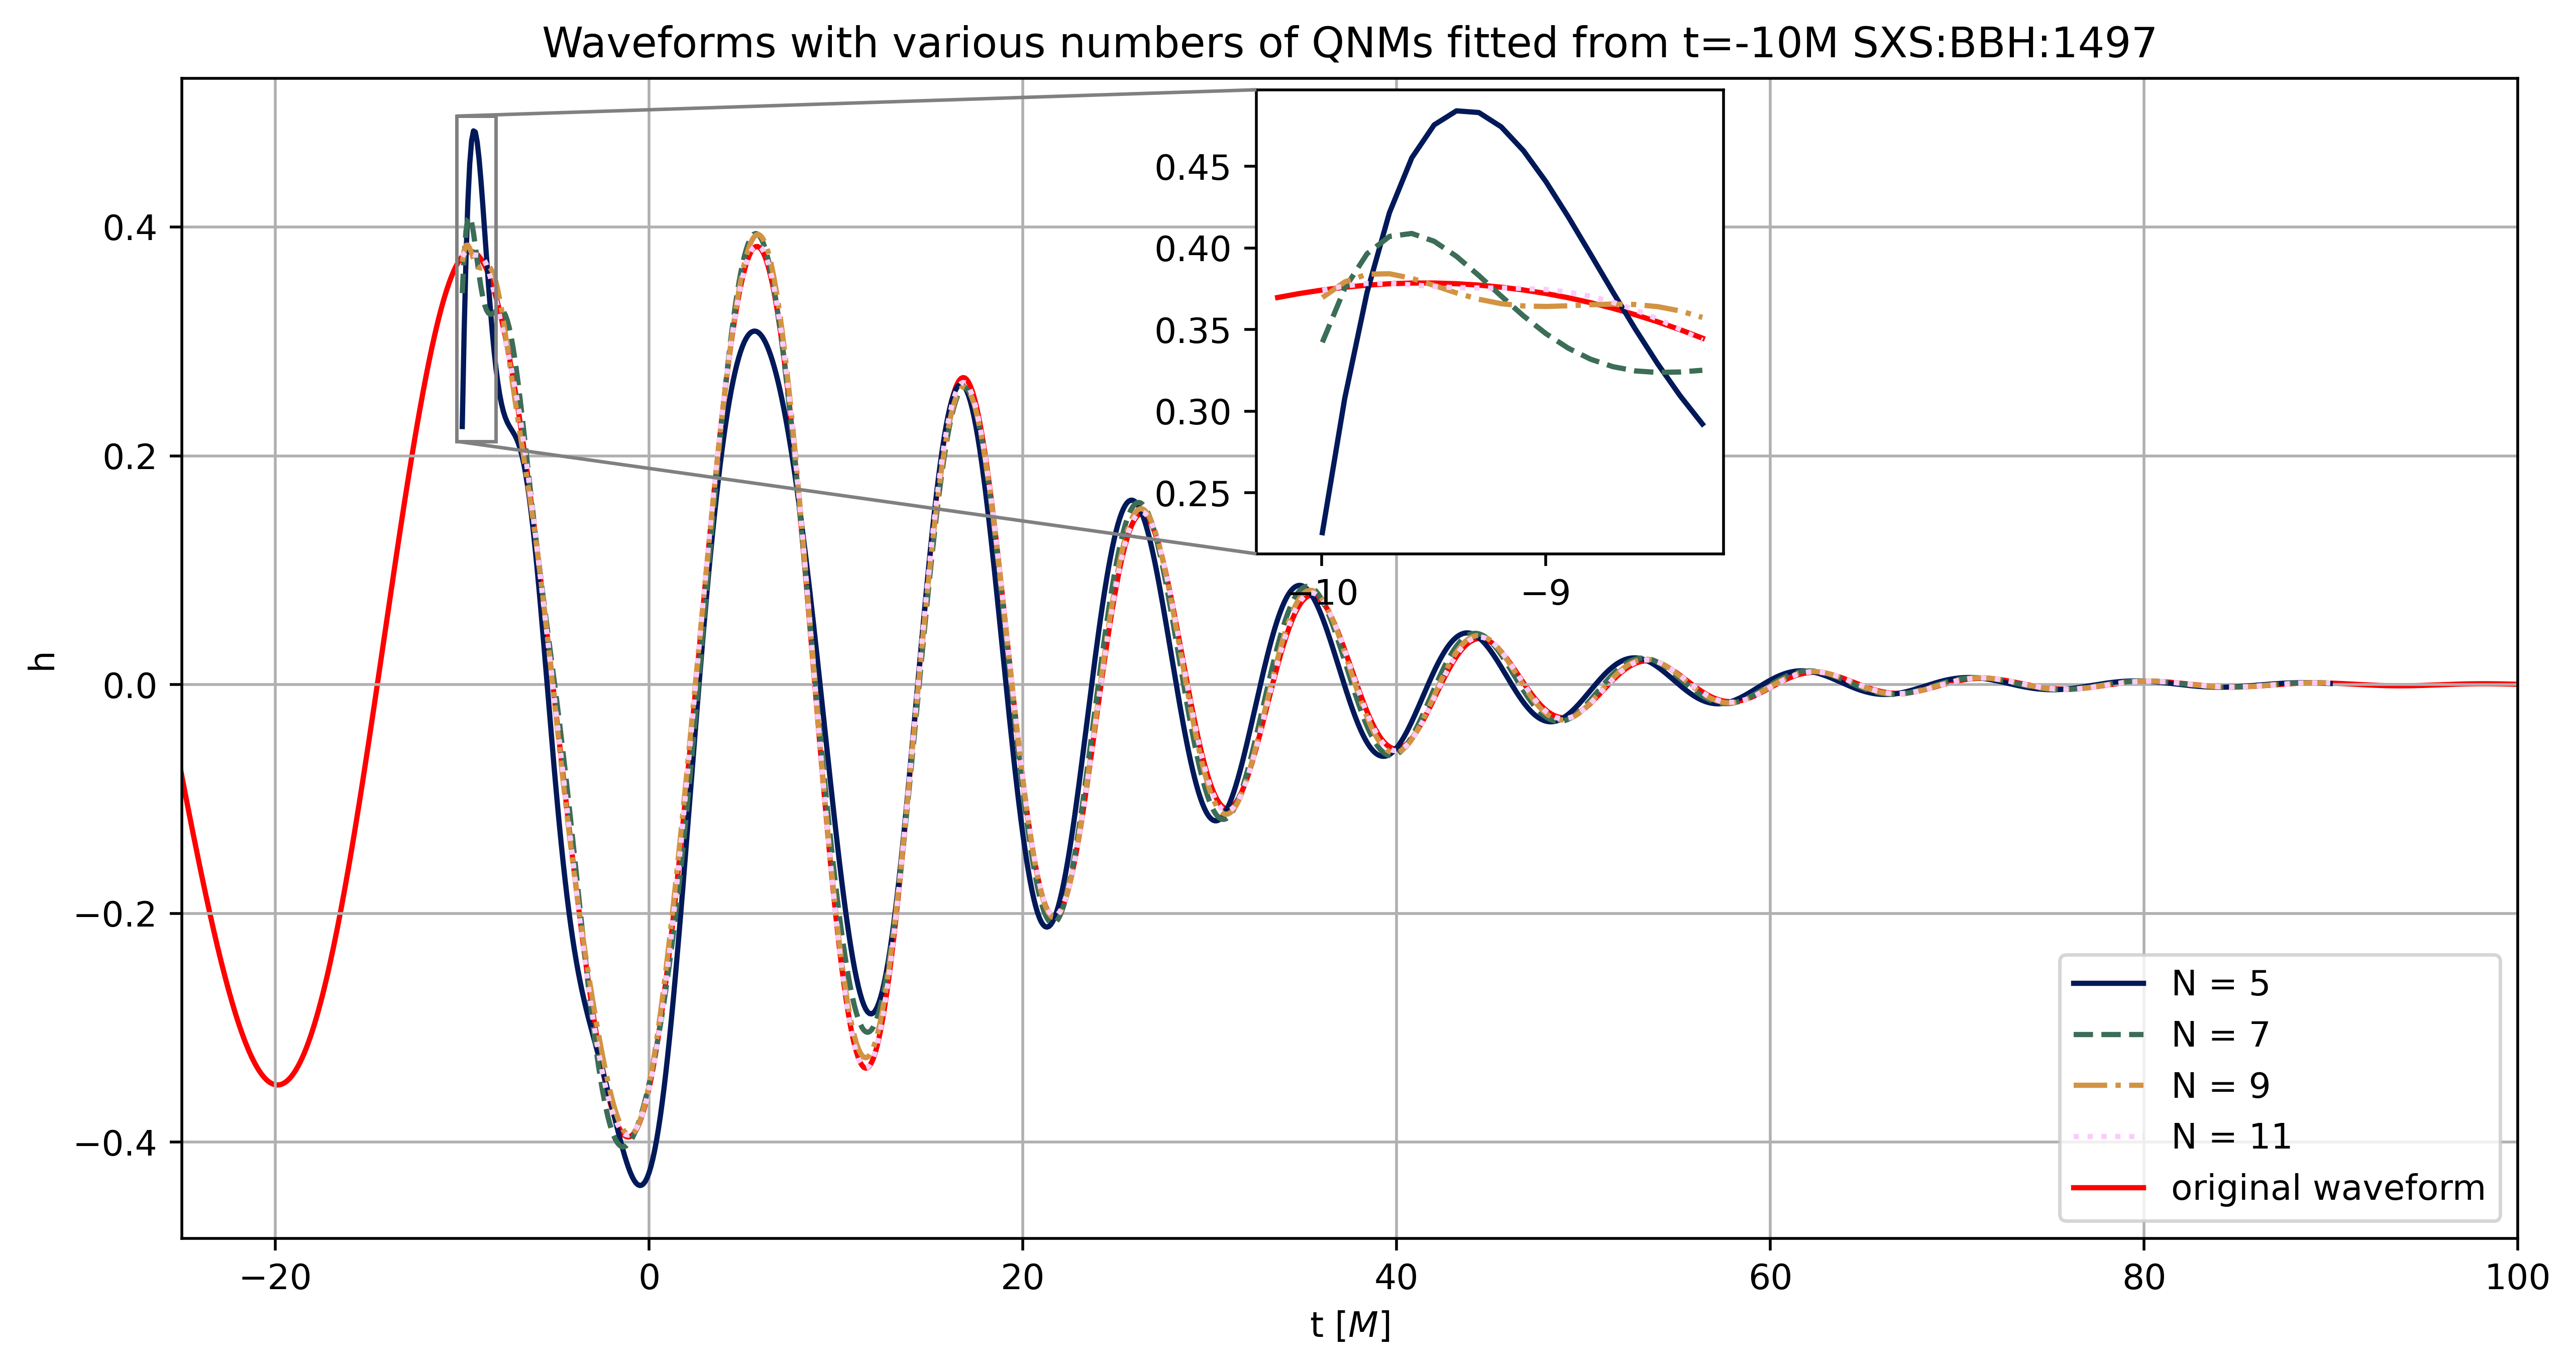 Waveforms with various numbers of QNMs fitted from t=-10M SXS:BBH:1497
0.45
0.40
0.35
0.30
0.25
−10 −9
0.4
0.2
0.0
−0.2
−0.4
h
N = 5
N = 7
N = 9
N = 11
original waveform
−20 0 20 40 60 80 100
t [M]